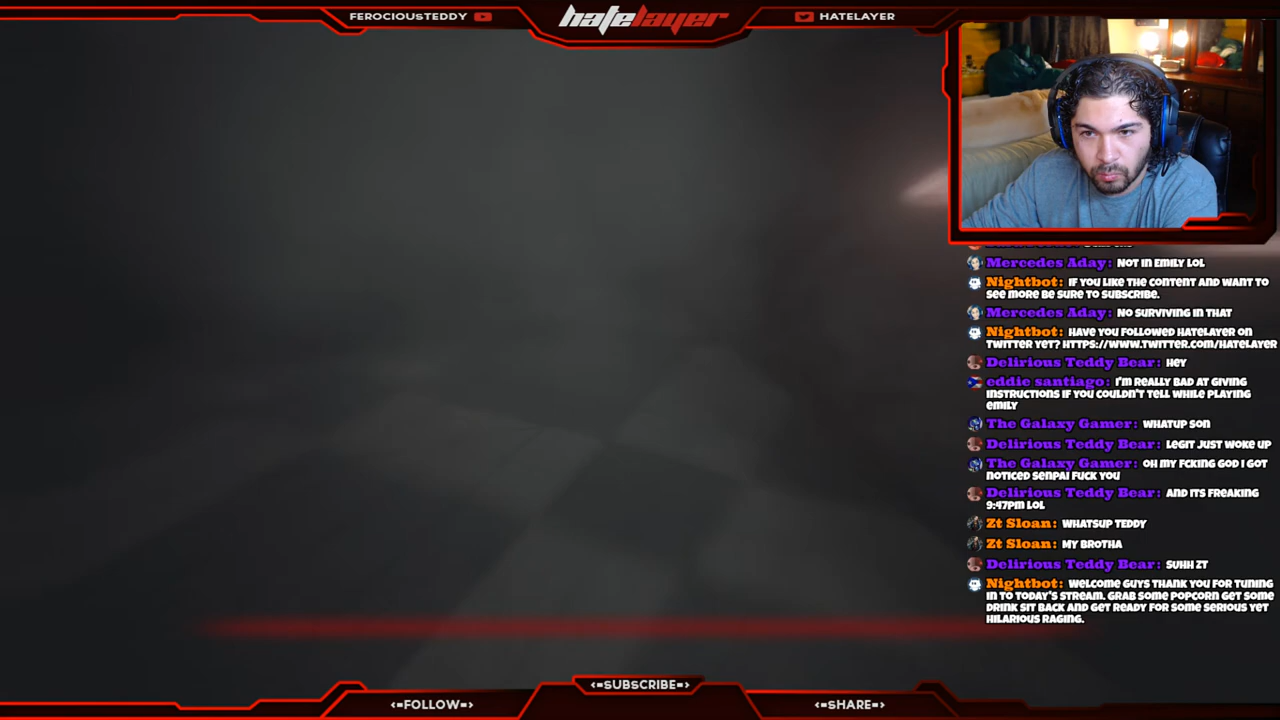 FEROCIOUSTEDDY
hatelayer
HATELAYER
Mercedes Aday: NOT IN EMILY LOL
Nightbot: IF YOU LIKE THE CONTENT AND WANT TO
SEE MORE BE SURE TO SUBSCRIBE.
Mercedes Aday: NO SURVIVING IN THAT
Nightbot: HAVE YOU FOLLOWED HATELAYER ON
TWITTER YET? HTTPS://WWW.TWITTER.COM/HATELAYER
Delirious Teddy Bear: HEY
eddie santiago: I'M REALLY BAD AT GIVING
INSTRUCTIONS IF YOU COULDN'T TELL WHILE PLAYING
EMILY
The Galaxy Gamer: WHATUP SON
Delirious Teddy Bear: LEGIT JUST WOKE UP
The Galaxy Gamer: OH MY FCKING GOD I GOT
NOTICED SENPAI FUCK YOU
Delirious Teddy Bear: AND ITS FREAKING
9:47PM LOL
Zt Sloan: WHATSUP TEDDY
Zt Sloan: MY BROTHA
Delirious Teddy Bear: SUHH ZT
Nightbot: WELCOME GUYS THANK YOU FOR TUNING
IN TO TODAY'S STREAM. GRAB SOME POPCORN GET SOME
DRINK SIT BACK AND GET READY FOR SOME SERIOUS YET
HILARIOUS RAGING.
<=SUBSCRIBE=>
<=FOLLOW=>
<=SHARE=>